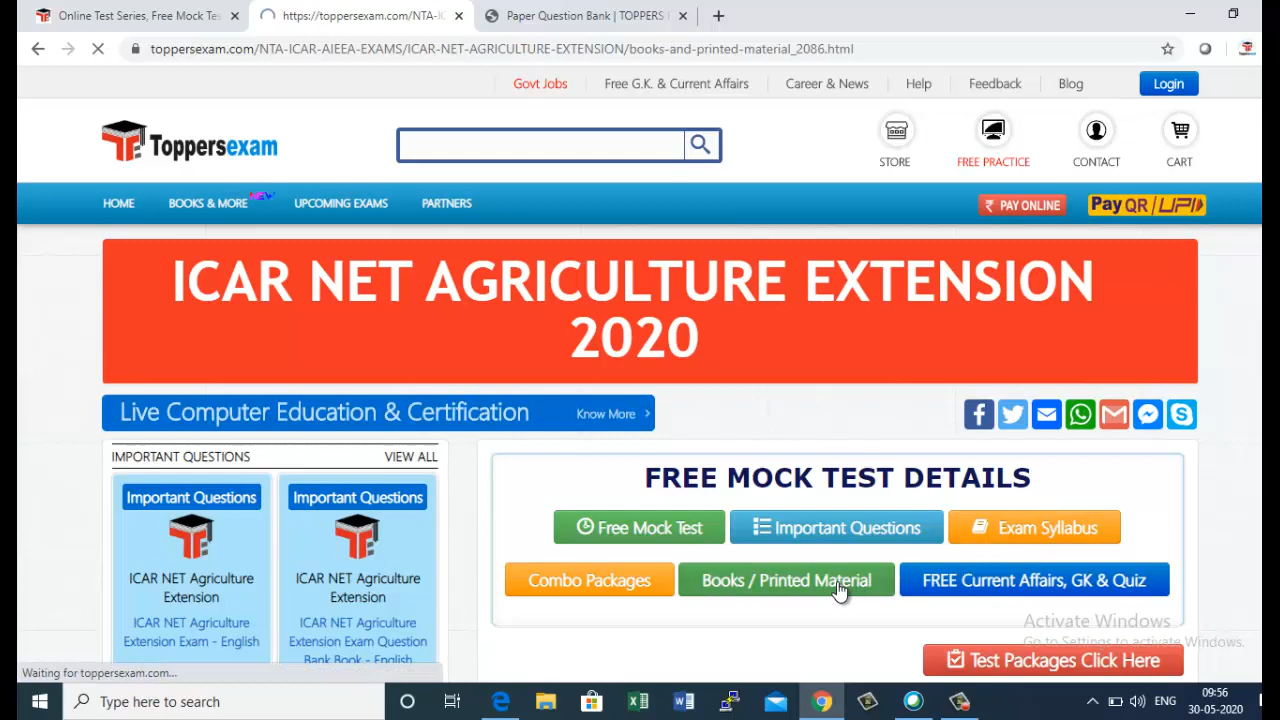 Online Test Series, Free Mock Tes
https://toppersexam.com/NTA-IC
Paper Question Bank | TOPPERS
toppersexam.com/NTA-ICAR-AIEEA-EXAMS/ICAR-NET-AGRICULTURE-EXTENSION/books-and-printed-material_2086.html
Govt Jobs Free G.K. & Current Affairs Career & News Help Feedback Blog Login
Toppersexam
STORE FREE PRACTICE CONTACT CART
HOME BOOKS & MORE NEW UPCOMING EXAMS PARTNERS ₹ PAY ONLINE Pay QR / UPI
ICAR NET AGRICULTURE EXTENSION
2020
Live Computer Education & Certification Know More
IMPORTANT QUESTIONS VIEW ALL
Important Questions
ICAR NET Agriculture
Extension
ICAR NET Agriculture
Extension Exam - English
Important Questions
ICAR NET Agriculture
Extension
ICAR NET Agriculture
Extension Exam Question
Bank Book - English
FREE MOCK TEST DETAILS
Free Mock Test Important Questions Exam Syllabus
Combo Packages Books / Printed Material FREE Current Affairs, GK & Quiz
Activate Windows
Go to Settings to activate Windows.
Test Packages Click Here
Waiting for toppersexam.com...
Type here to search
ENG
09:56
30-05-2020